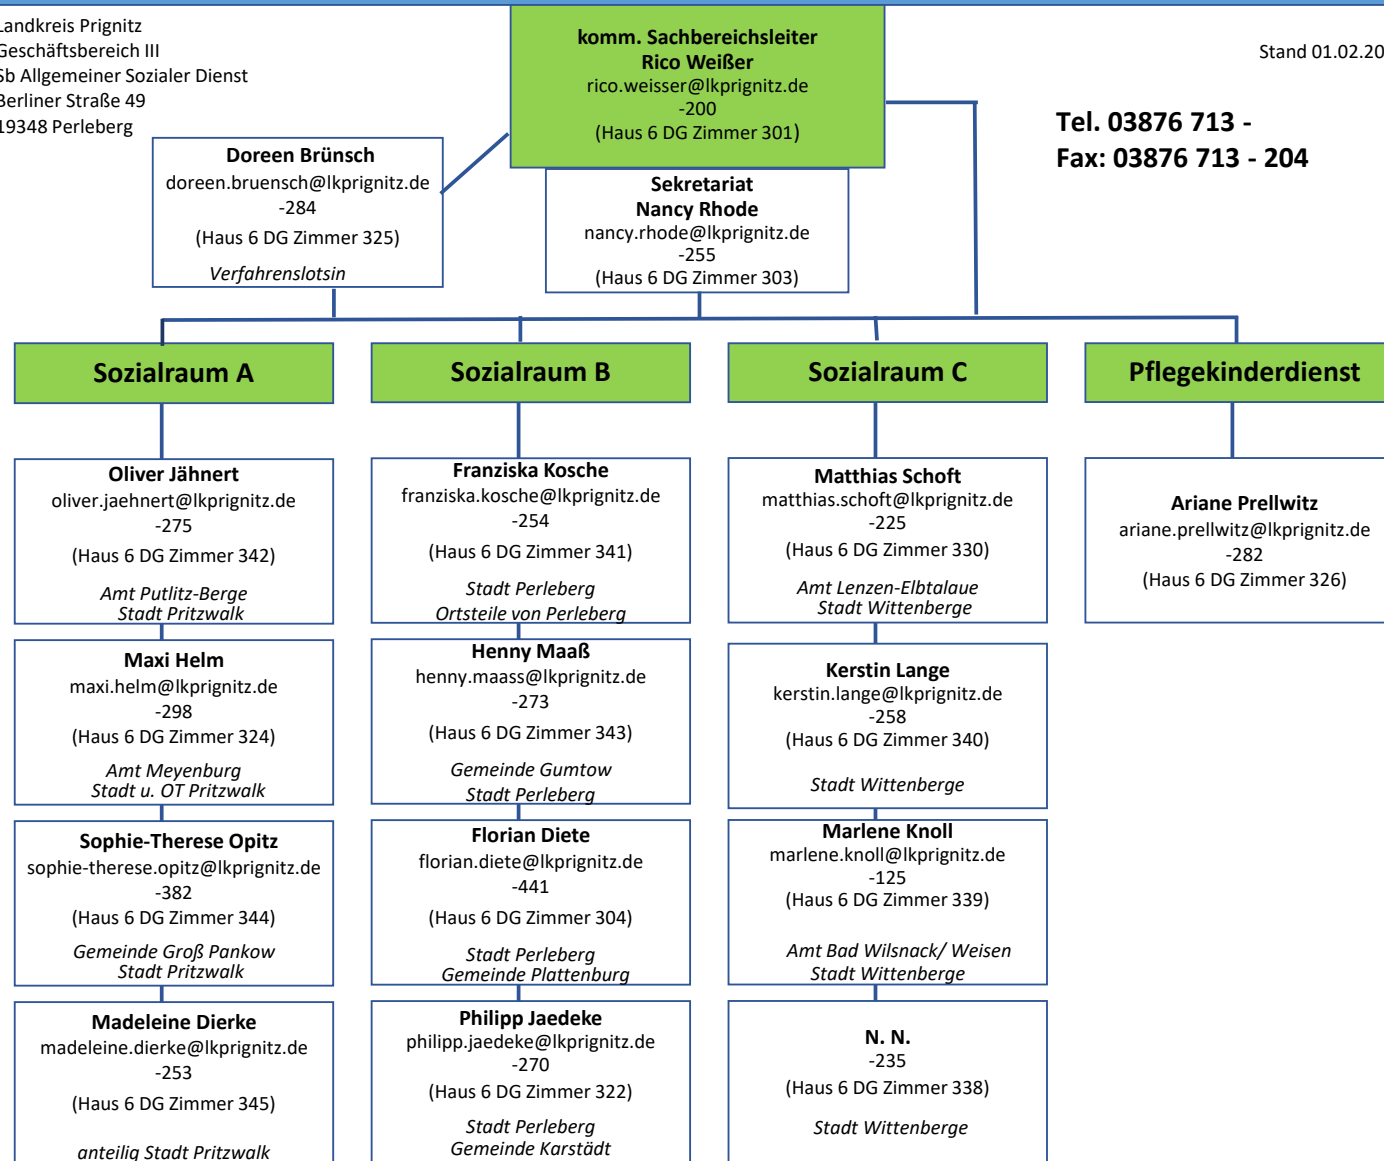 Landkreis Prignitz
Geschäftsbereich III
Sb Allgemeiner Sozialer Dienst
Berliner Straße 49
19348 Perleberg
komm. Sachbereichsleiter
Rico Weißer
rico.weisser@lkprignitz.de
-200
(Haus 6 DG Zimmer 301)
Stand 01.02.20
Tel. 03876 713 -
Fax: 03876 713 - 204
Doreen Brünsch
doreen.bruensch@lkprignitz.de
-284
(Haus 6 DG Zimmer 325)
Verfahrenslotsin
Sekretariat
Nancy Rhode
nancy.rhode@lkprignitz.de
-255
(Haus 6 DG Zimmer 303)
Sozialraum A
Oliver Jähnert
oliver.jaehnert@lkprignitz.de
-275
(Haus 6 DG Zimmer 342)
Amt Putlitz-Berge
Stadt Pritzwalk
Maxi Helm
maxi.helm@lkprignitz.de
-298
(Haus 6 DG Zimmer 324)
Amt Meyenburg
Stadt u. OT Pritzwalk
Sophie-Therese Opitz
sophie-therese.opitz@lkprignitz.de
-382
(Haus 6 DG Zimmer 344)
Gemeinde Groß Pankow
Stadt Pritzwalk
Madeleine Dierke
madeleine.dierke@lkprignitz.de
-253
(Haus 6 DG Zimmer 345)
anteilig Stadt Pritzwalk
Sozialraum B
Franziska Kosche
franziska.kosche@lkprignitz.de
-254
(Haus 6 DG Zimmer 341)
Stadt Perleberg
Ortsteile von Perleberg
Henny Maaß
henny.maass@lkprignitz.de
-273
(Haus 6 DG Zimmer 343)
Gemeinde Gumtow
Stadt Perleberg
Florian Diete
florian.diete@lkprignitz.de
-441
(Haus 6 DG Zimmer 304)
Stadt Perleberg
Gemeinde Plattenburg
Philipp Jaedeke
philipp.jaedeke@lkprignitz.de
-270
(Haus 6 DG Zimmer 322)
Stadt Perleberg
Gemeinde Karstädt
Sozialraum C
Matthias Schoft
matthias.schoft@lkprignitz.de
-225
(Haus 6 DG Zimmer 330)
Amt Lenzen-Elbtalaue
Stadt Wittenberge
Kerstin Lange
kerstin.lange@lkprignitz.de
-258
(Haus 6 DG Zimmer 340)
Stadt Wittenberge
Marlene Knoll
marlene.knoll@lkprignitz.de
-125
(Haus 6 DG Zimmer 339)
Amt Bad Wilsnack/ Weisen
Stadt Wittenberge
N. N.
-235
(Haus 6 DG Zimmer 338)
Stadt Wittenberge
Pflegekinderdienst
Ariane Prellwitz
ariane.prellwitz@lkprignitz.de
-282
(Haus 6 DG Zimmer 326)